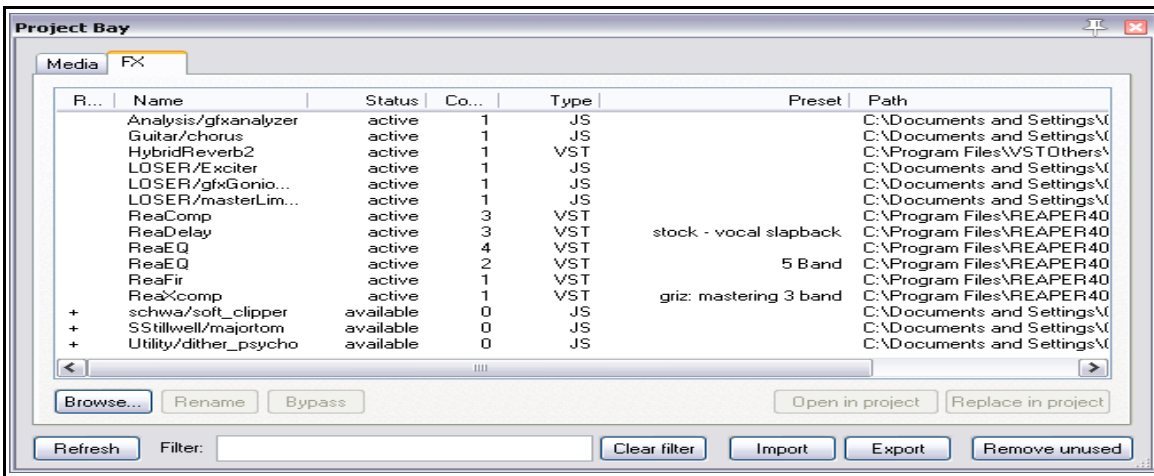 Project Bay
Media FX
R... Name Status Co... Type Preset Path
Analysis/gfxanalyzer active 1 JS C:\Documents and Settings\(
Guitar/chorus active 1 JS C:\Documents and Settings\(
HybridReverb2 active 1 VST C:\Program Files\VSTOthers\
LOSER/Exciter active 1 JS C:\Documents and Settings\(
LOSER/gfxGonio... active 1 JS C:\Documents and Settings\(
LOSER/masterLim... active 1 JS C:\Documents and Settings\(
ReaComp active 3 VST C:\Program Files\REAPER40
ReaDelay active 3 VST stock - vocal slapback C:\Program Files\REAPER40
ReaEQ active 4 VST C:\Program Files\REAPER40
ReaEQ active 2 VST 5 Band C:\Program Files\REAPER40
ReaFir active 1 VST C:\Program Files\REAPER40
ReaXcomp active 1 VST griz: mastering 3 band C:\Program Files\REAPER40
+ schwa/soft_clipper available 0 JS C:\Documents and Settings\(
+ SStillwell/majortom available 0 JS C:\Documents and Settings\(
+ Utility/dither_psycho available 0 JS C:\Documents and Settings\(
Browse... Rename Bypass Open in project Replace in project
Refresh Filter: Clear filter Import Export Remove unused